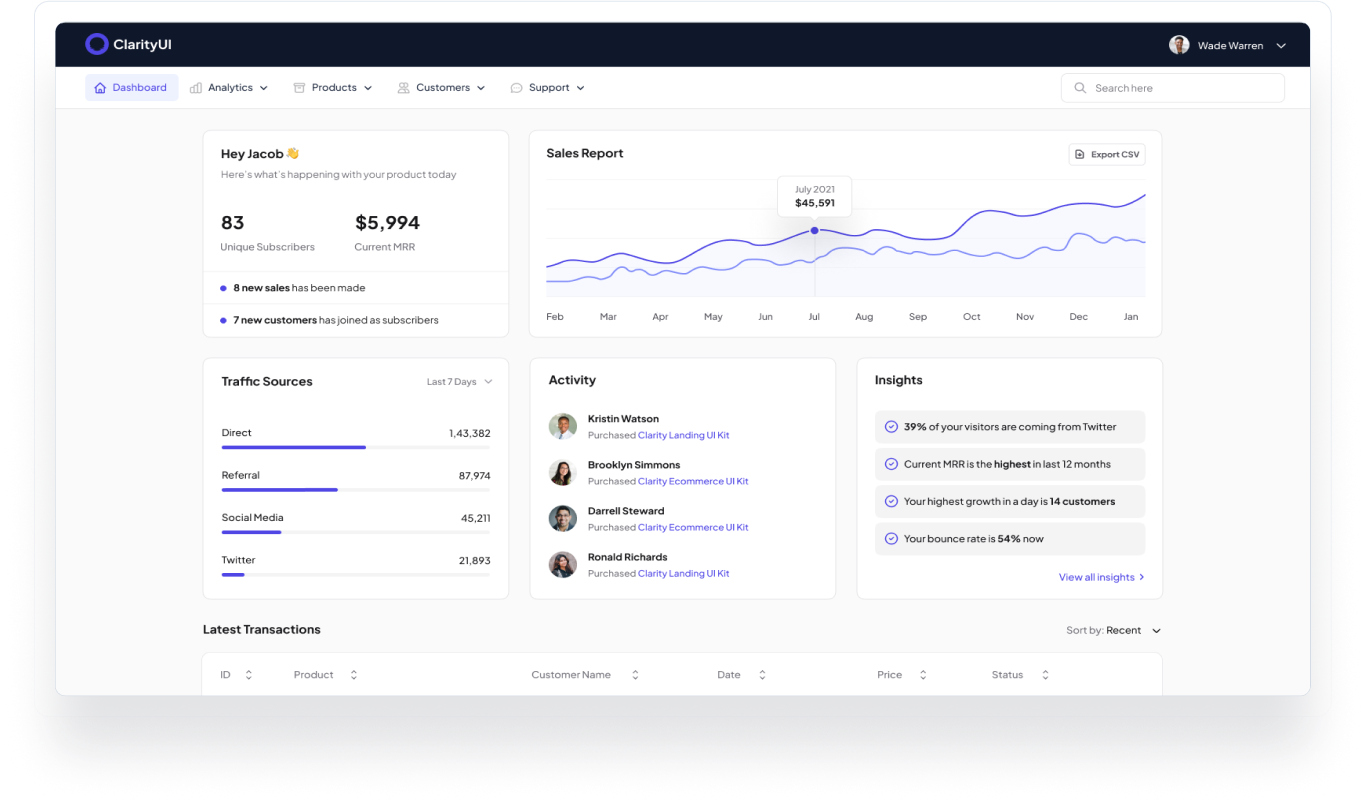 ClarityUI
Wade Warren
Dashboard
Analytics
Products
Customers
Support
Search here
Hey Jacob👋
Here's what's happening with your product today
83
$5,994
Unique Subscribers
Current MRR
8 new sales has been made
7 new customers has joined as subscribers
Sales Report
Export CSV
July 2021
$45,591
Feb Mar Apr May Jun Jul Aug Sep Oct Nov Dec Jan
Traffic Sources
Last 7 Days
Direct 1,43,382
Referral 87,974
Social Media 45,211
Twitter 21,893
Activity
Kristin Watson
Purchased Clarity Landing UI Kit
Brooklyn Simmons
Purchased Clarity Ecommerce UI Kit
Darrell Steward
Purchased Clarity Ecommerce UI Kit
Ronald Richards
Purchased Clarity Landing UI Kit
Insights
39% of your visitors are coming from Twitter
Current MRR is the highest in last 12 months
Your highest growth in a day is 14 customers
Your bounce rate is 54% now
View all insights
Latest Transactions
Sort by: Recent
ID Product Customer Name Date Price Status